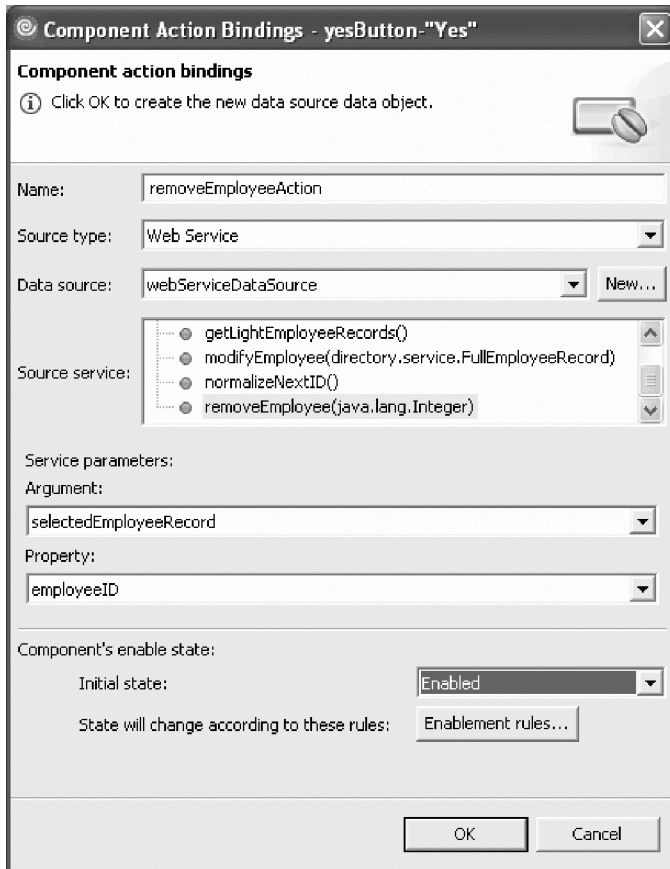 Component Action Bindings - yesButton-"Yes"
Component action bindings
Click OK to create the new data source data object.
Name: removeEmployeeAction
Source type: Web Service
Data source: webServiceDataSource New...
Source service:
getLightEmployeeRecords()
modifyEmployee(directory.service.FullEmployeeRecord)
normalizeNextID()
removeEmployee(java.lang.Integer)
Service parameters:
Argument:
selectedEmployeeRecord
Property:
employeeID
Component's enable state:
Initial state: Enabled
State will change according to these rules: Enablement rules...
OK Cancel